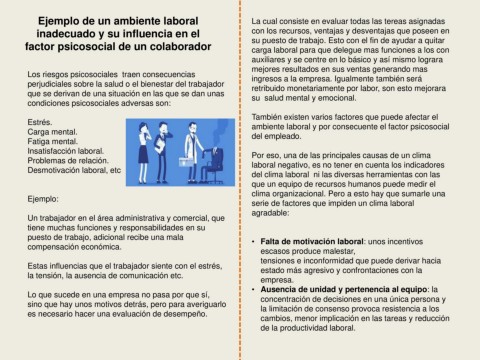 Ejemplo de un ambiente laboral
inadecuado y su influencia en el
factor psicosocial de un colaborador
Los riesgos psicosociales traen consecuencias
perjudiciales sobre la salud o el bienestar del trabajador
que se derivan de una situación en las que se dan unas
condiciones psicosociales adversas son:
Estrés.
Carga mental.
Fatiga mental.
Insatisfacción laboral.
Problemas de relación.
Desmotivación laboral, etc
Ejemplo:
Un trabajador en el área administrativa y comercial, que
tiene muchas funciones y responsabilidades en su
puesto de trabajo, adicional recibe una mala
compensación económica.
Estas influencias que el trabajador siente con el estrés,
la tensión, la ausencia de comunicación etc.
Lo que sucede en una empresa no pasa por que sí,
sino que hay unos motivos detrás, pero para averiguarlo
es necesario hacer una evaluación de desempeño.
La cual consiste en evaluar todas las tereas asignadas
con los recursos, ventajas y desventajas que poseen en
su puesto de trabajo. Esto con el fin de ayudar a quitar
carga laboral para que delegue mas funciones a los con
auxiliares y se centre en lo básico y así mismo lograra
mejores resultados en sus ventas generando mas
ingresos a la empresa. Igualmente también será
retribuido monetariamente por labor, son esto mejorara
su salud mental y emocional.
También existen varios factores que puede afectar el
ambiente laboral y por consecuente el factor psicosocial
del empleado.
Por eso, una de las principales causas de un clima
laboral negativo, es no tener en cuenta los indicadores
del clima laboral ni las diversas herramientas con las
que un equipo de recursos humanos puede medir el
clima organizacional. Pero a esto hay que sumarle una
serie de factores que impiden un clima laboral
agradable:
• Falta de motivación laboral: unos incentivos
escasos produce malestar,
tensiones e inconformidad que puede derivar hacia
estado más agresivo y confrontaciones con la
empresa.
• Ausencia de unidad y pertenencia al equipo: la
concentración de decisiones en una única persona y
la limitación de consenso provoca resistencia a los
cambios, menor implicación en las tareas y reducción
de la productividad laboral.